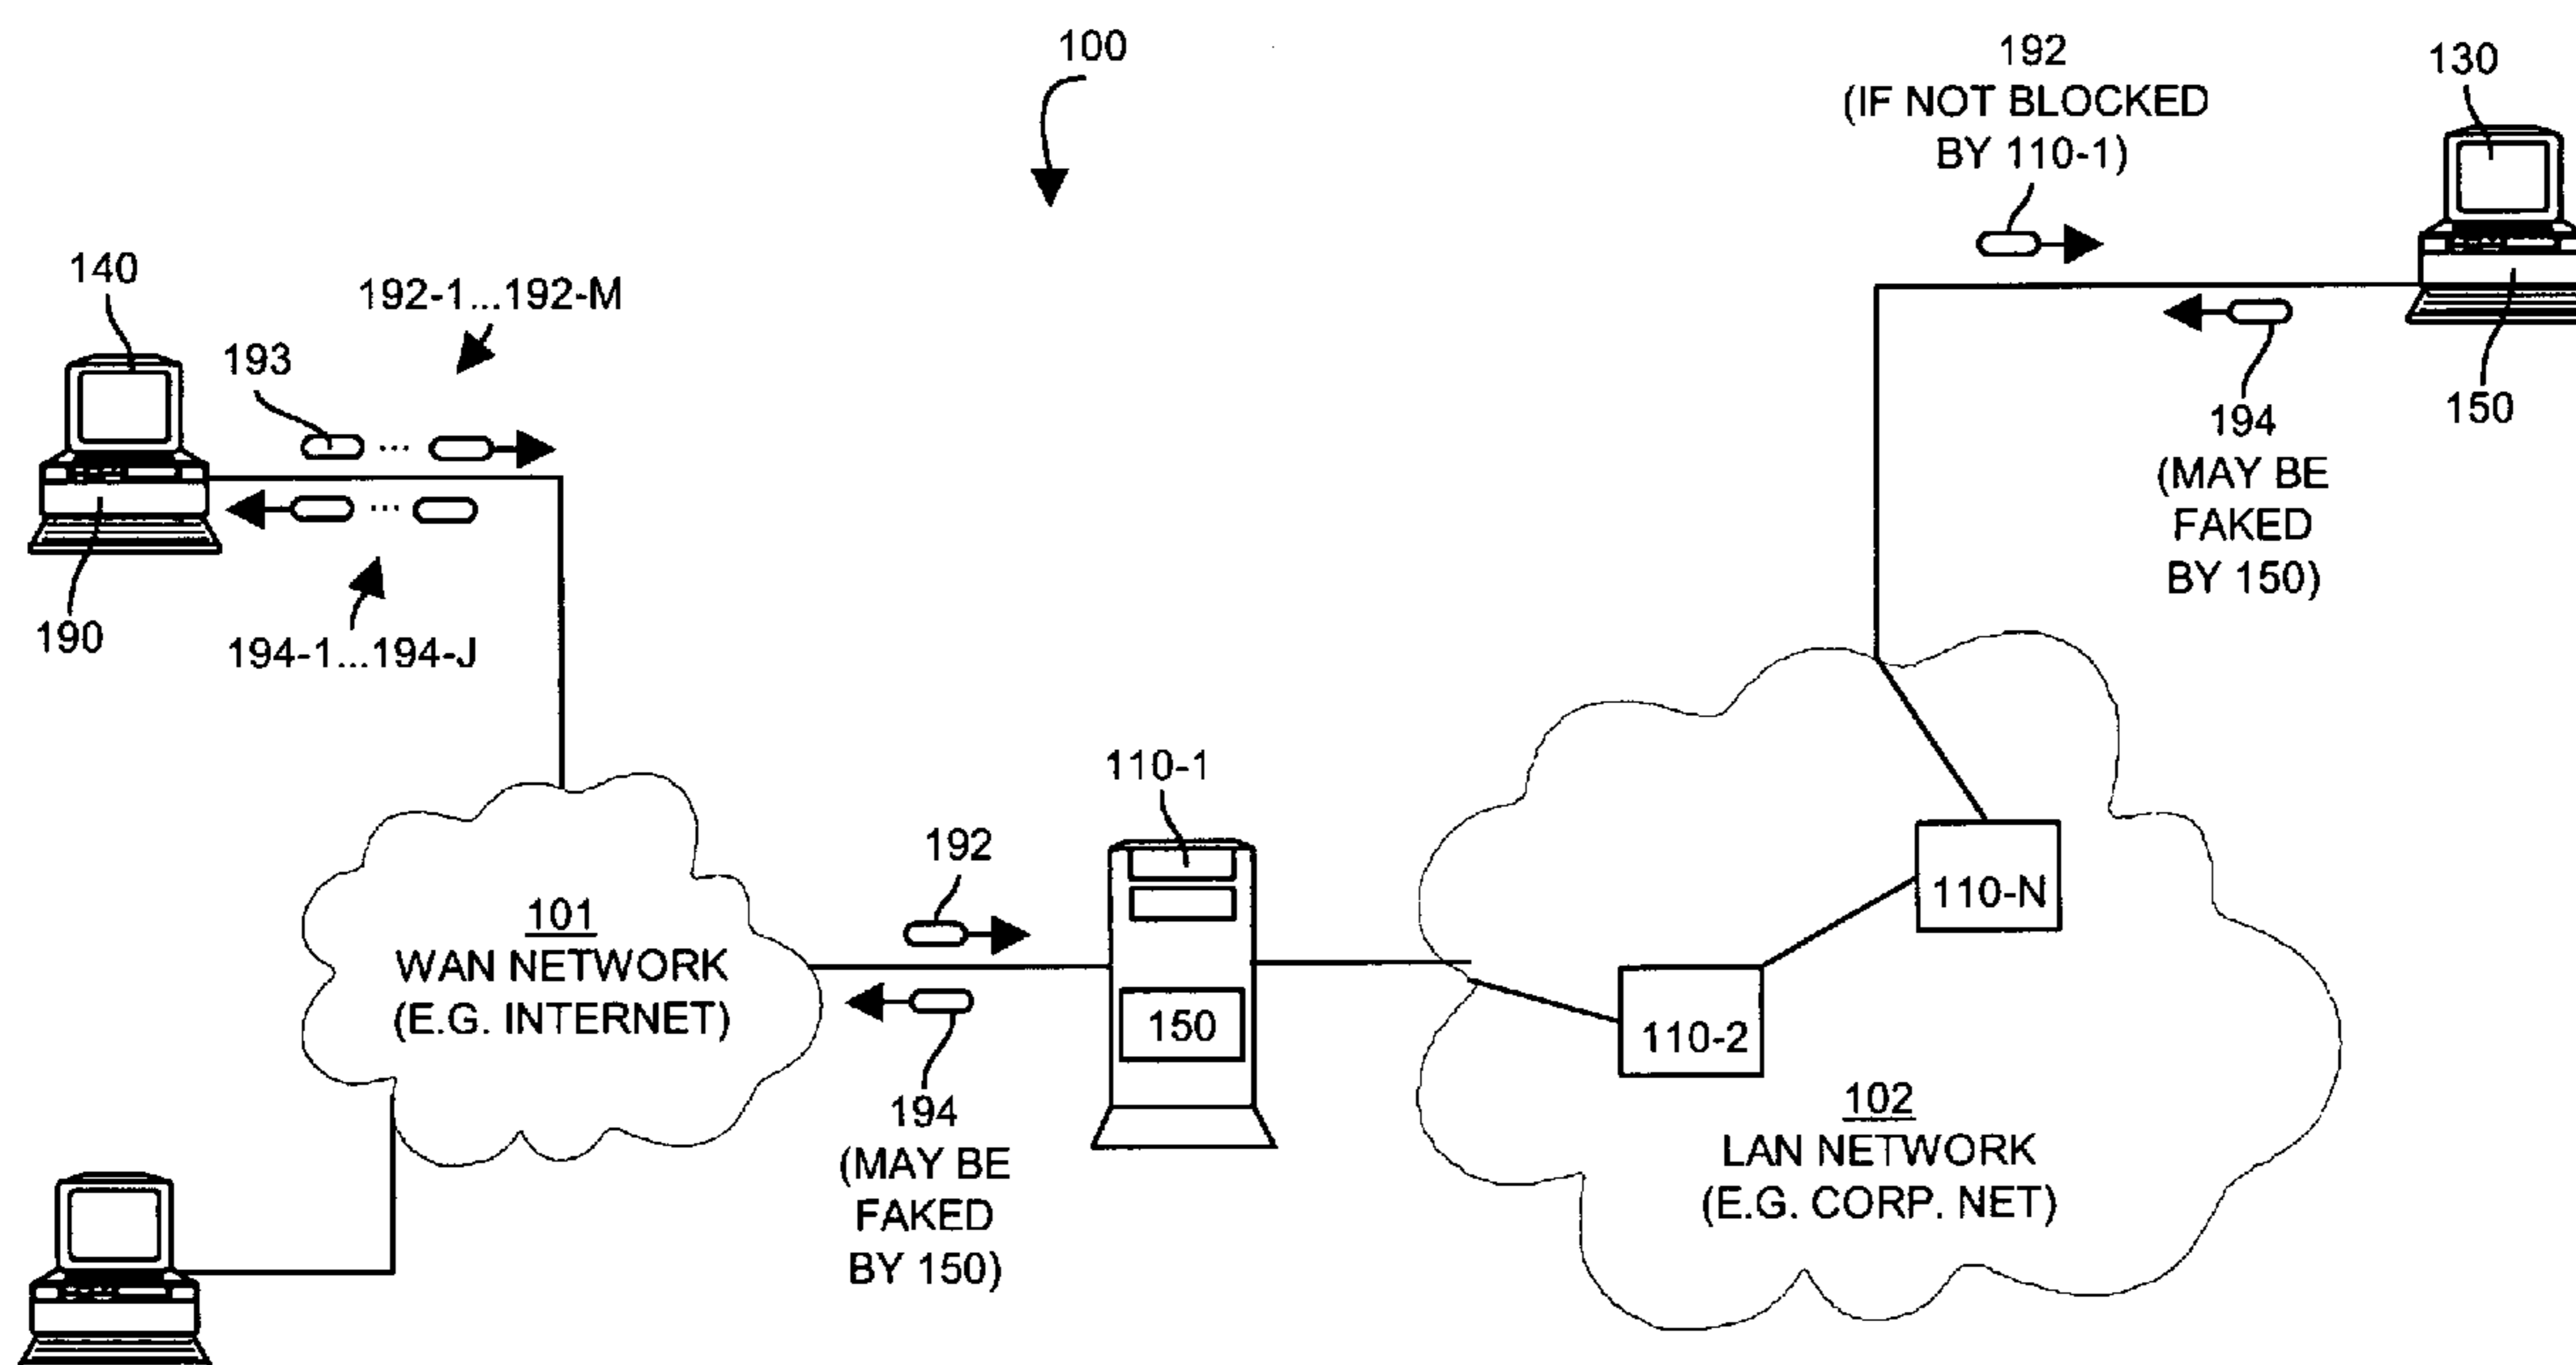 100
192
(IF NOT BLOCKED
BY 110-1)
130
140
192-1...192-M
193
194
(MAY BE
FAKED
BY 150)
150
190
194-1...194-J
110-1
192
101
WAN NETWORK
(E.G. INTERNET)
150
194
(MAY BE
FAKED
BY 150)
110-N
110-2
102
LAN NETWORK
(E.G. CORP. NET)